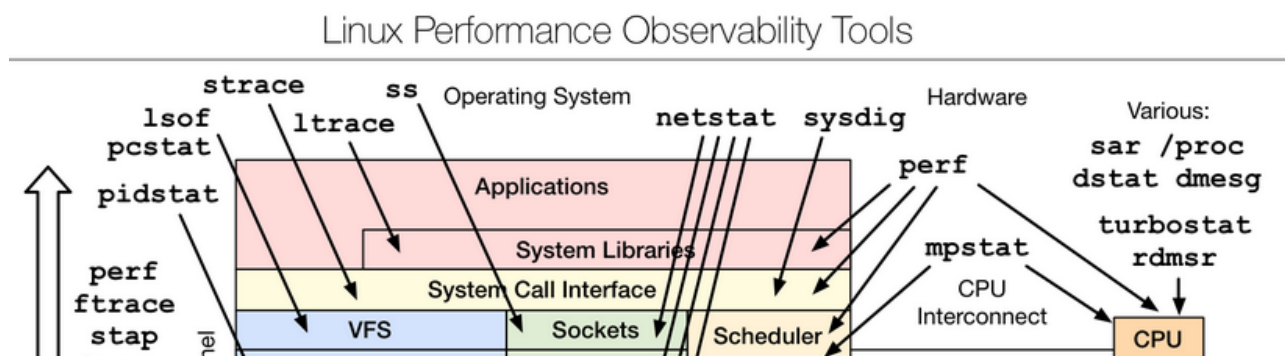 Linux Performance Observability Tools
strace
ss
Operating System
Hardware
Various:
lsof
ltrace
netstat
sysdig
pcstat
sar /proc
perf
dstat dmesg
pidstat
Applications
turbostat
mpstat
rdmsr
System Libraries
perf
ftrace
stap
System Call Interface
CPU
Interconnect
VFS
Sockets
Scheduler
CPU